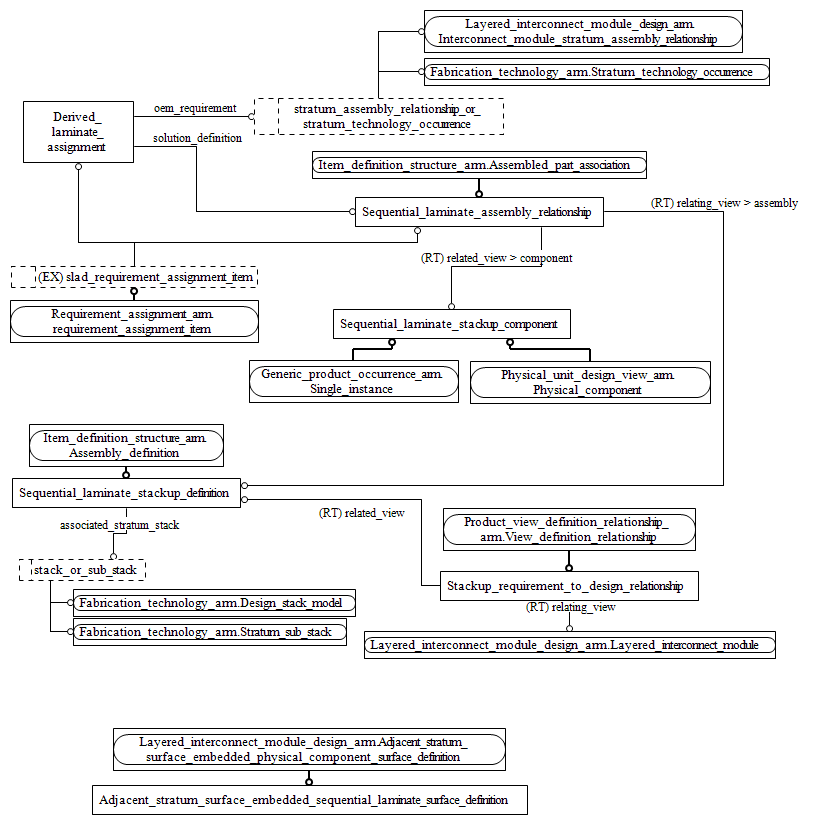 Layered_interconnect_module_design_arm.
Interconnect_module_stratum_assembly_relationship
Fabrication_technology_arm.Stratum_technology_occurrence
Derived_
laminate_
assignment
oem_requirement
stratum_assembly_relationship_or_
stratum_technology_occurrence
solution_definition
Item_definition_structure_arm.Assembled_part_association
Sequential_laminate_assembly_relationship
(RT) relating_view > assembly
(RT) related_view > component
(EX) slad_requirement_assignment_item
Requirement_assignment_arm.
requirement_assignment_item
Sequential_laminate_stackup_component
Generic_product_occurrence_arm.
Single_instance
Physical_unit_design_view_arm.
Physical_component
Item_definition_structure_arm.
Assembly_definition
Sequential_laminate_stackup_definition
(RT) related_view
associated_stratum_stack
Product_view_definition_relationship_
arm.View_definition_relationship
stack_or_sub_stack
Stackup_requirement_to_design_relationship
(RT) relating_view
Fabrication_technology_arm.Design_stack_model
Fabrication_technology_arm.Stratum_sub_stack
Layered_interconnect_module_design_arm.Layered_interconnect_module
Layered_interconnect_module_design_arm.Adjacent_stratum_
surface_embedded_physical_component_surface_definition
Adjacent_stratum_surface_embedded_sequential_laminate_surface_definition